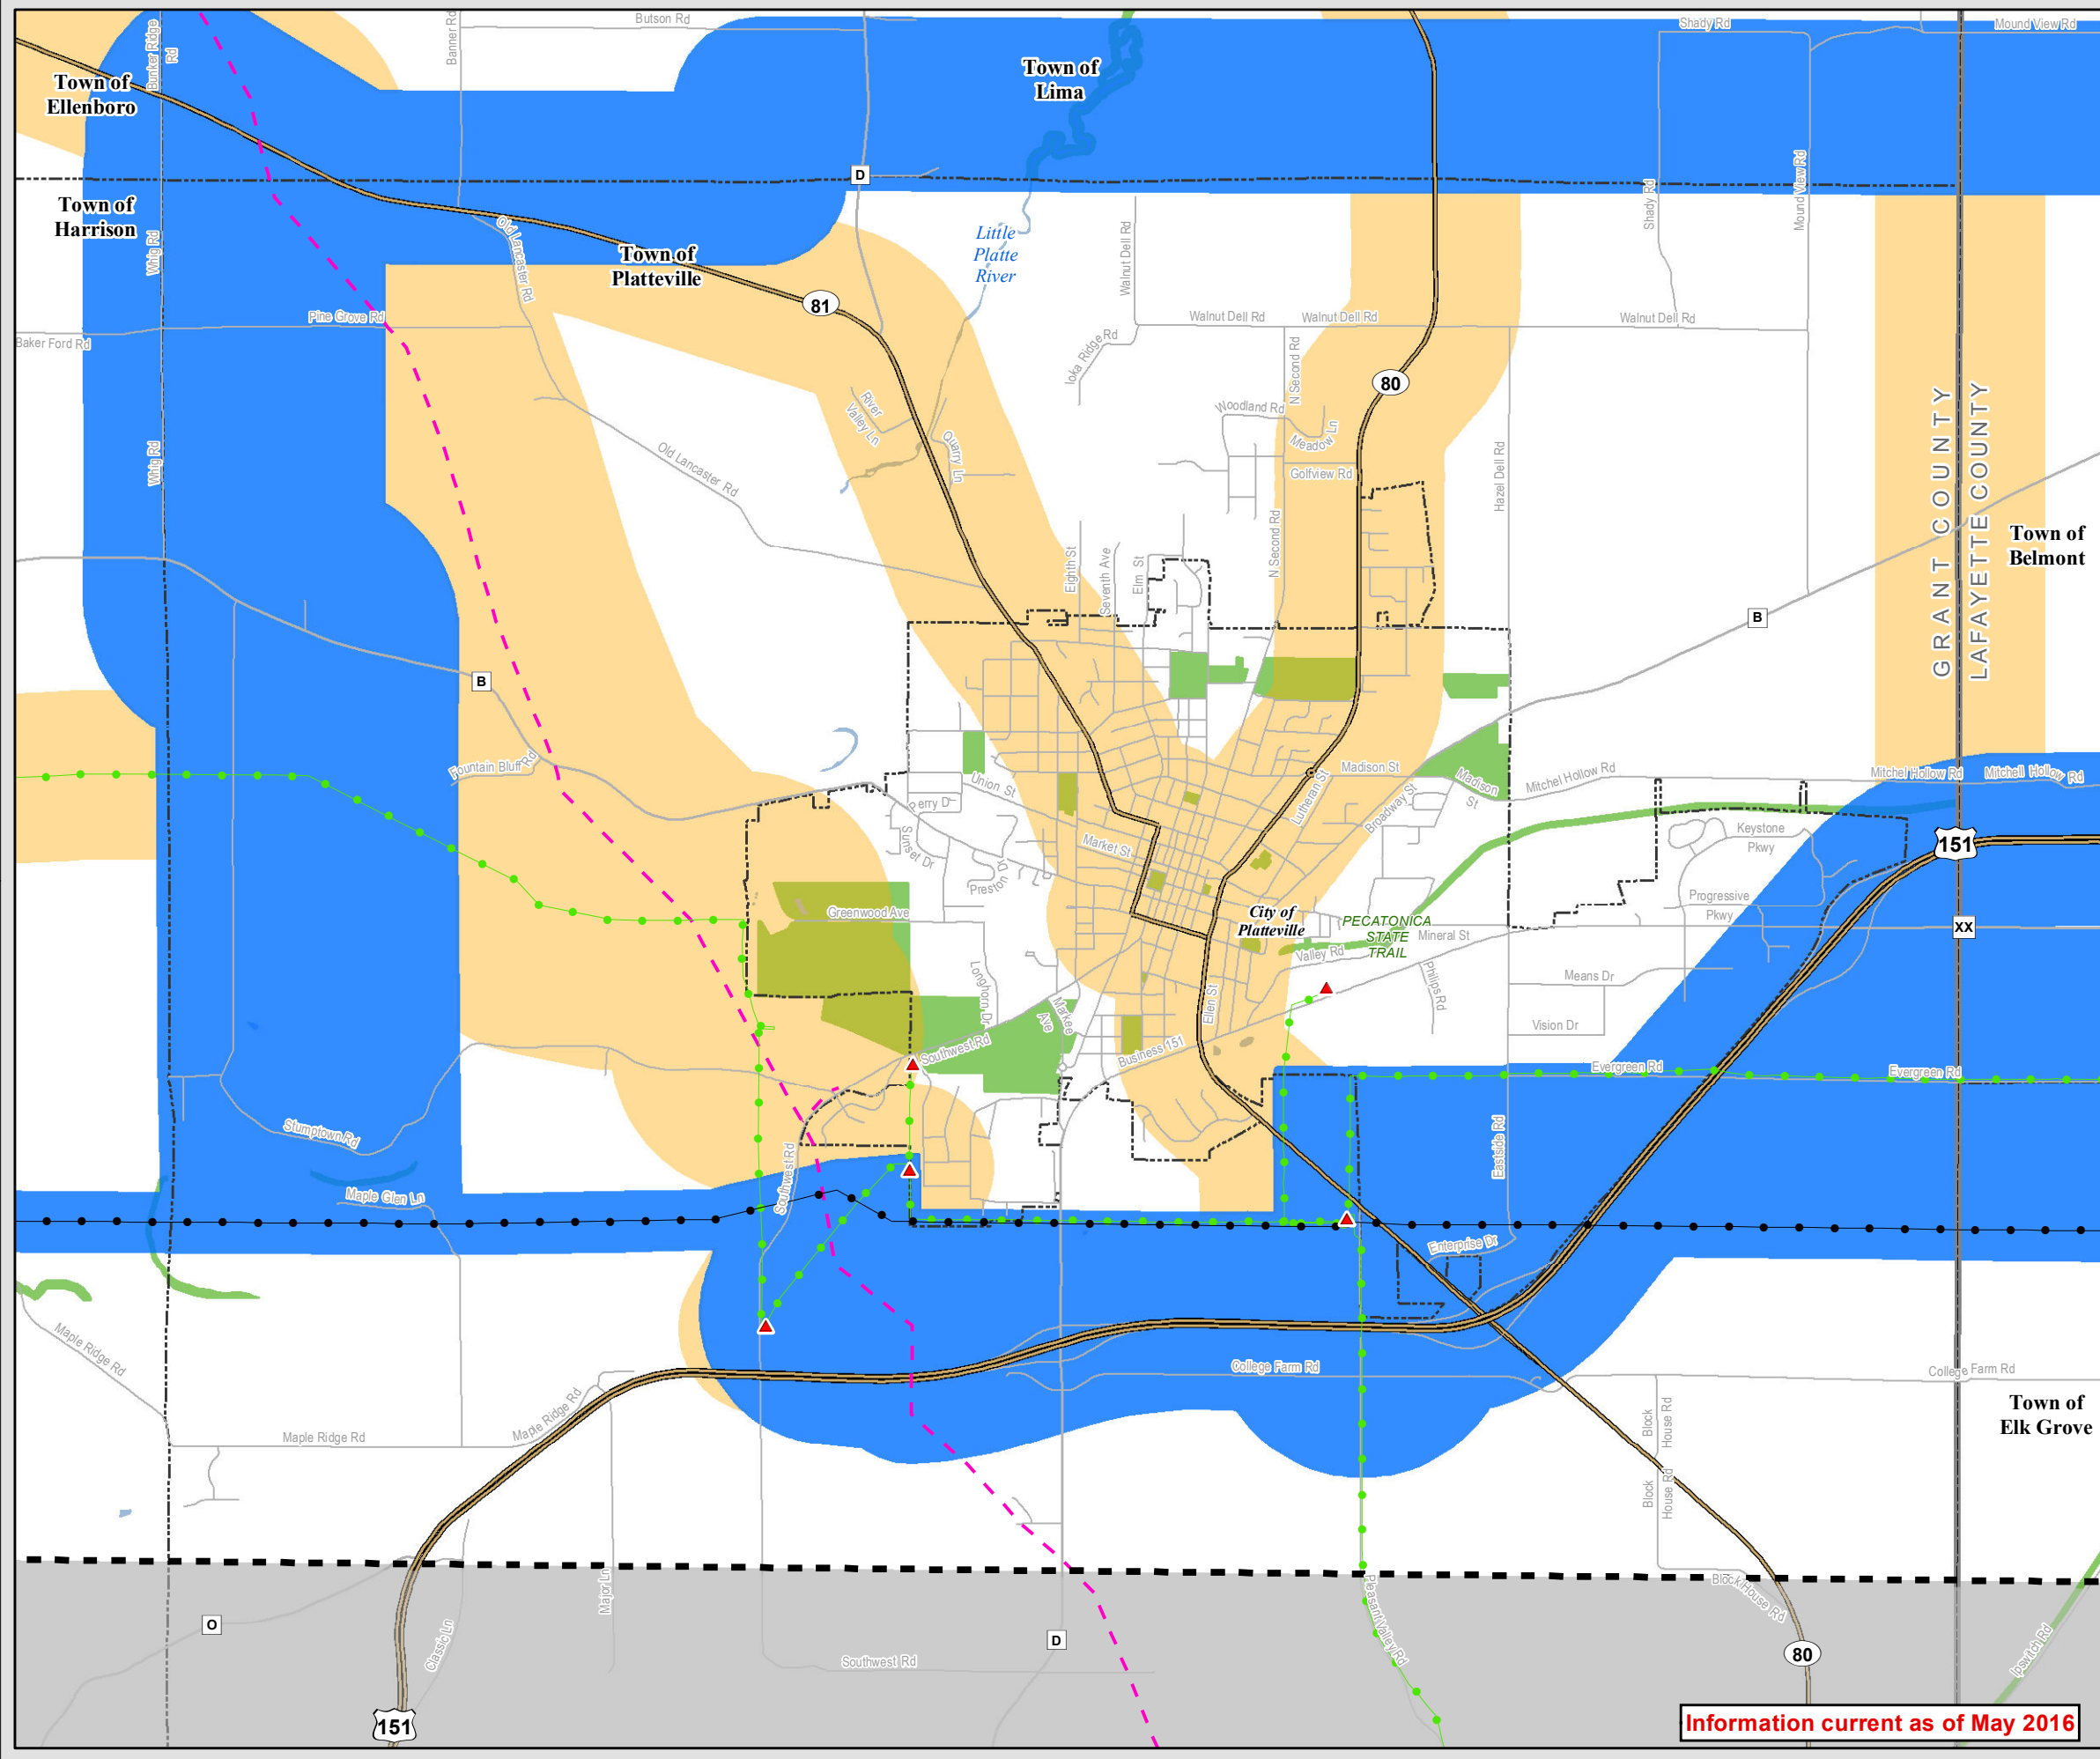 Butson Rd
Banner Rd
Bunker Ridge
Rd
Shady Rd
Mound View Rd
Town of
Ellenboro
Town of
Lima
Town of
Harrison
D
Shady Rd
Mound View Rd
Whig Rd
Old Lancaster Rd
Town of
Platteville
Little
Platte
River
Walnut Dell Rd
81
Pine Grove Rd
Baker Ford Rd
Walnut Dell Rd
Walnut Dell Rd
Walnut Dell Rd
Ioka Ridge Rd
N Second Rd
80
River
Valley Ln
Woodland Rd
Meadow Ln
Quarry Ln
Golfview Rd
Whig Rd
Old Lancaster Rd
Hazel Dell Rd
GRANT COUNTY
LAFAYETTE COUNTY
Town of
Belmont
N Second Rd
Eighth St
Seventh Ave
Elm St
B
B
Fountain Bluff Rd
Union St
Perry Dr
Sunset Dr
Preston Dr
Market St
Madison St
Lutheran St
Broadway St
Madison
St
Mitchel Hollow Rd
Mitchel Hollow Rd
Mitchell Hollow Rd
Keystone
Pkwy
151
Progressive
Pkwy
XX
Greenwood Ave
City of
Platteville
PECATONICA
STATE
TRAIL
Mineral St
Valley Rd
Philips Rd
Means Dr
Vision Dr
Longhorn Dr
Markee
Ave
Ellen St
Southwest Rd
Business 151
Evergreen Rd
Evergreen Rd
Stumptown Rd
Eastside Rd
Southwest Rd
Maple Glen Ln
Enterprise Dr
Maple Ridge Rd
College Farm Rd
College Farm Rd
Town of
Elk Grove
Maple Ridge Rd
Maple Ridge Rd
Block
House Rd
Block
House Rd
Major Ln
Classic Ln
O
D
Southwest Rd
Pleasant Valley Rd
Block House Rd
80
Ipswitch Rd
151
Information current as of May 2016